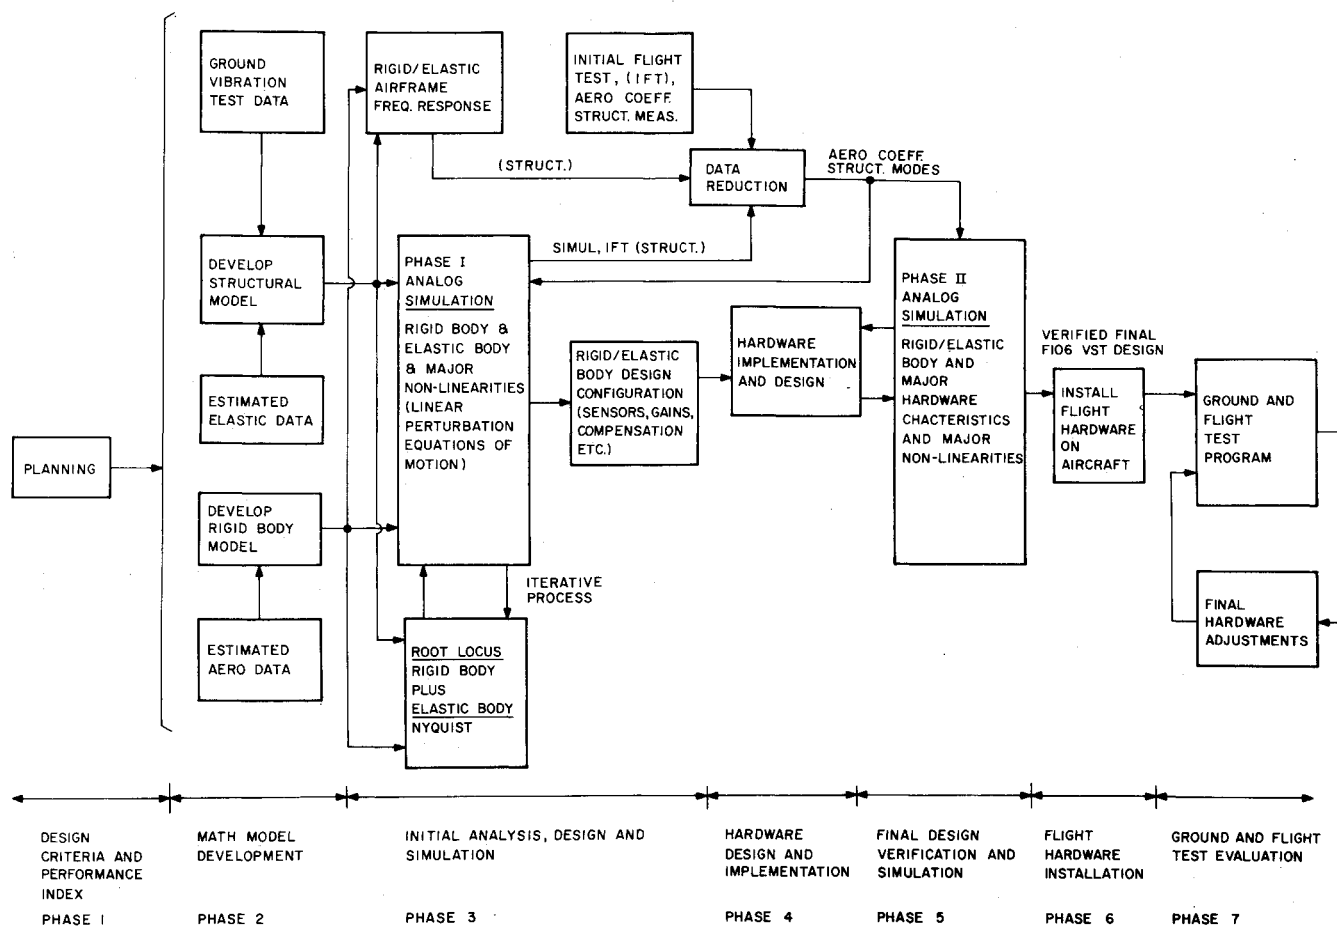 GROUND
VIBRATION
TEST DATA
RIGID/ELASTIC
AIRFRAME
FREQ. RESPONSE
INITIAL FLIGHT
TEST, (IFT),
AERO COEFF.
STRUCT. MEAS.
(STRUCT.)
DATA
REDUCTION
AERO COEFF.
STRUCT. MODES
DEVELOP
STRUCTURAL
MODEL
PHASE I
ANALOG
SIMULATION
RIGID BODY &
ELASTIC BODY
& MAJOR
NON-LINEARITIES
(LINEAR
PERTURBATION
EQUATIONS OF
MOTION)
SIMUL, IFT (STRUCT.)
RIGID/ELASTIC
BODY DESIGN
CONFIGURATION
(SENSORS, GAINS,
COMPENSATION
ETC.)
HARDWARE
IMPLEMENTATION
AND DESIGN
PHASE II
ANALOG
SIMULATION
RIGID/ELASTIC
BODY AND
MAJOR
HARDWARE
CHACTERISTICS
AND MAJOR
NON-LINEARITIES
VERIFIED FINAL
F106 VST DESIGN
INSTALL
FLIGHT
HARDWARE
ON
AIRCRAFT
GROUND AND
FLIGHT
TEST
PROGRAM
ESTIMATED
ELASTIC DATA
PLANNING
DEVELOP
RIGID BODY
MODEL
ITERATIVE
PROCESS
ESTIMATED
AERO DATA
ROOT LOCUS
RIGID BODY
PLUS
ELASTIC BODY
NYQUIST
FINAL
HARDWARE
ADJUSTMENTS
DESIGN
CRITERIA AND
PERFORMANCE
INDEX
PHASE 1
MATH MODEL
DEVELOPMENT
PHASE 2
INITIAL ANALYSIS, DESIGN AND
SIMULATION
PHASE 3
HARDWARE
DESIGN AND
IMPLEMENTATION
PHASE 4
FINAL DESIGN
VERIFICATION AND
SIMULATION
PHASE 5
FLIGHT
HARDWARE
INSTALLATION
PHASE 6
GROUND AND FLIGHT
TEST EVALUATION
PHASE 7